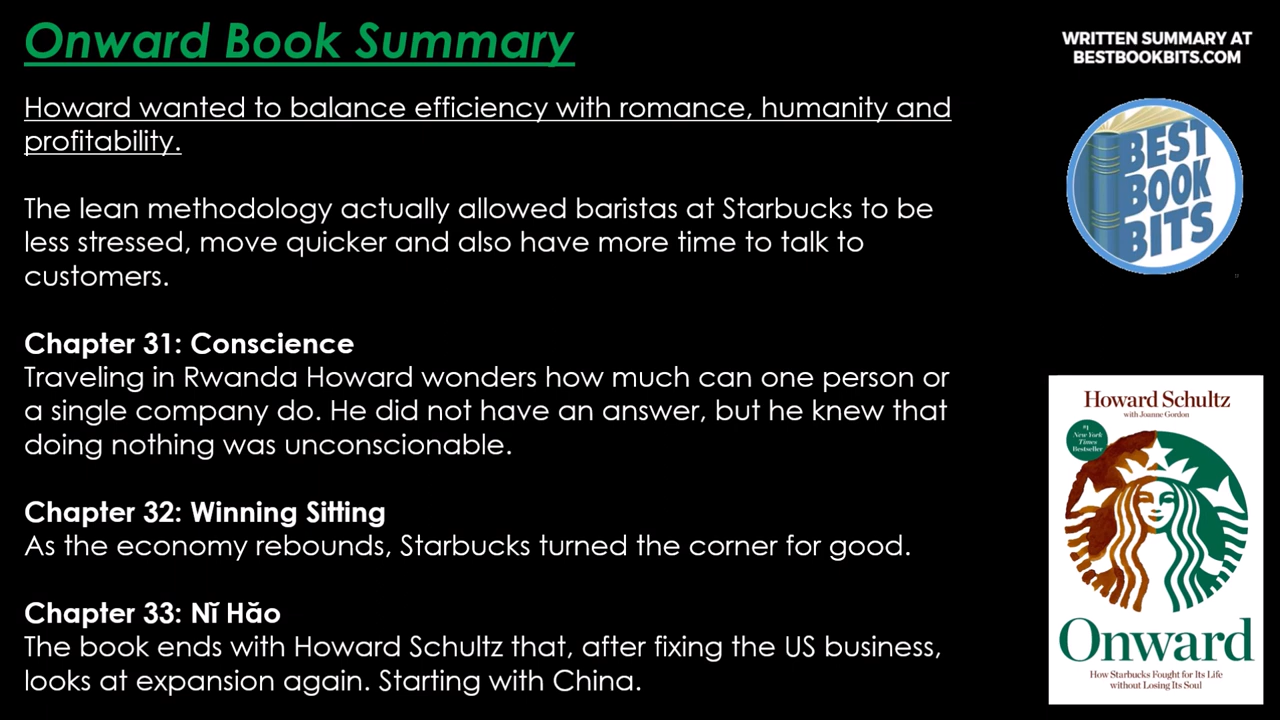 Onward Book Summary
WRITTEN SUMMARY AT
BESTBOOKBITS.COM
Howard wanted to balance efficiency with romance, humanity and
profitability.
The lean methodology actually allowed baristas at Starbucks to be
less stressed, move quicker and also have more time to talk to
customers.
Chapter 31: Conscience
Traveling in Rwanda Howard wonders how much can one person or
a single company do. He did not have an answer, but he knew that
doing nothing was unconscionable.
Chapter 32: Winning Sitting
As the economy rebounds, Starbucks turned the corner for good.
Chapter 33: Nĭ Hăo
The book ends with Howard Schultz that, after fixing the US business,
looks at expansion again. Starting with China.
BEST
BOOK
BITS
Howard Schultz
with Joanne Gordon
#1
New York
Times
Bestseller
Onward
How Starbucks Fought for Its Life
without Losing Its Soul